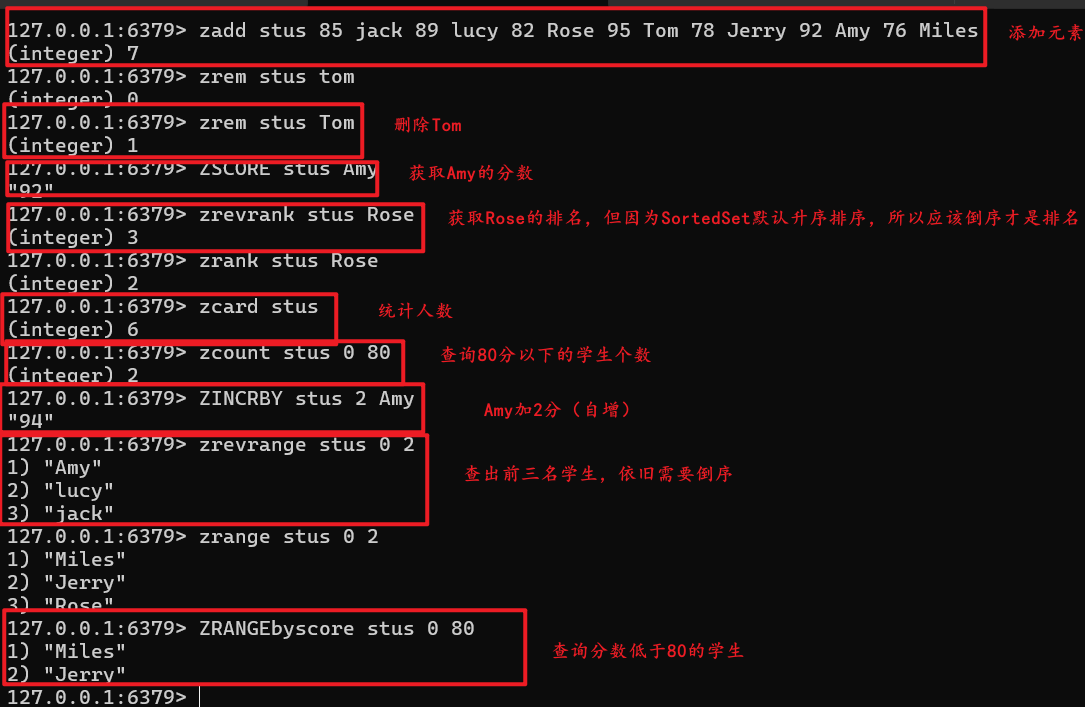 127.0.0.1:6379> zadd stus 85 jack 89 lucy 82 Rose 95 Tom 78 Jerry 92 Amy 76 Miles 添加元素
(integer) 7
127.0.0.1:6379> zrem stus tom
(integer) 0
127.0.0.1:6379> zrem stus Tom 删除Tom
(integer) 1
127.0.0.1:6379> ZSCORE stus Amy 获取Amy的分数
"92"
127.0.0.1:6379> zrevrank stus Rose 获取Rose的排名，但因为SortedSet默认升序排序，所以应该倒序才是排名
(integer) 3
127.0.0.1:6379> zrank stus Rose
(integer) 2
127.0.0.1:6379> zcard stus 统计人数
(integer) 6
127.0.0.1:6379> zcount stus 0 80 查询80分以下的学生个数
(integer) 2
127.0.0.1:6379> ZINCRBY stus 2 Amy Amy加2分（自增）
"94"
127.0.0.1:6379> zrevrange stus 0 2
1) "Amy" 查出前三名学生，依旧需要倒序
2) "lucy"
3) "jack"
127.0.0.1:6379> zrange stus 0 2
1) "Miles"
2) "Jerry"
3) "Rose"
127.0.0.1:6379> ZRANGEbyscore stus 0 80
1) "Miles" 查询分数低于80的学生
2) "Jerry"
127.0.0.1:6379>